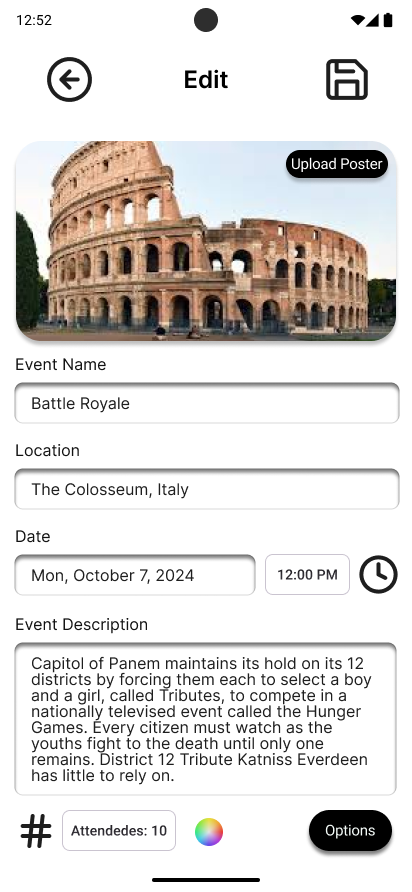 12:52
Edit
Upload Poster
Event Name
Battle Royale
Location
The Colosseum, Italy
Date
Mon, October 7, 2024
12:00 PM
Event Description
Capitol of Panem maintains its hold on its 12
districts by forcing them each to select a boy
and a girl, called Tributes, to compete in a
nationally televised event called the Hunger
Games. Every citizen must watch as the
youths fight to the death until only one
remains. District 12 Tribute Katniss Everdeen
has little to rely on.
# Attendedes: 10
Options